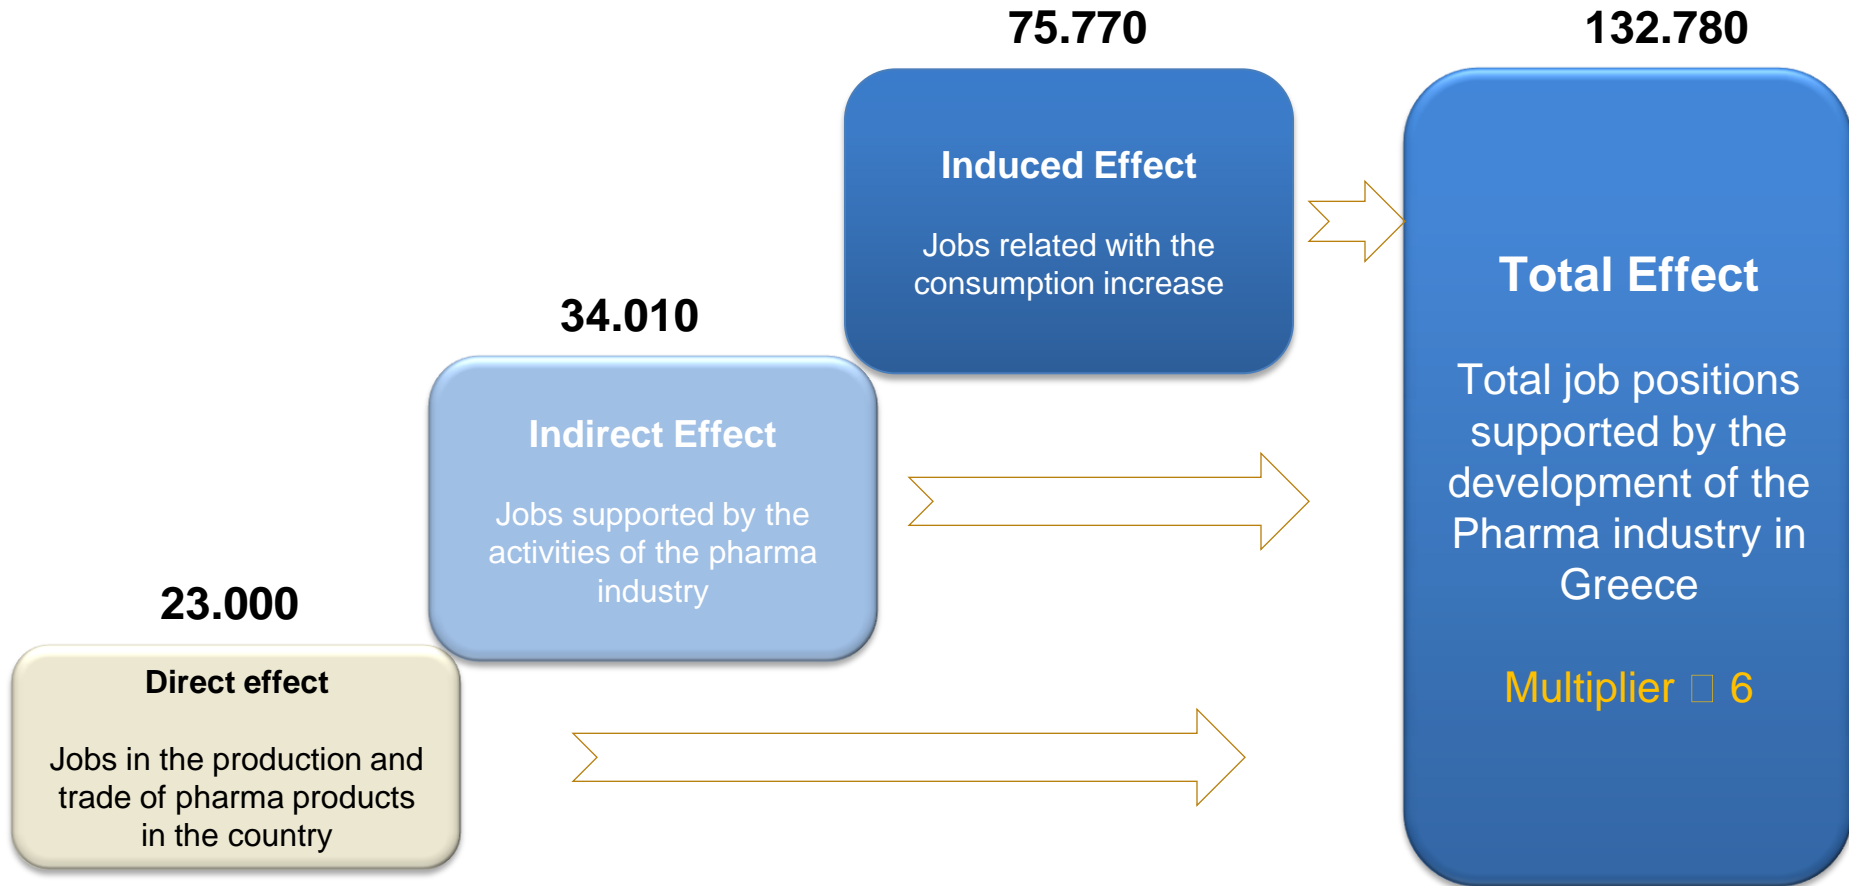 75.770
132.780
Induced Effect
Jobs related with the
consumption increase
34.010
Indirect Effect
Jobs supported by the
activities of the pharma
industry
23.000
Direct effect
Jobs in the production and
trade of pharma products
in the country
Total Effect
Total job positions
supported by the
development of the
Pharma industry in
Greece
Multiplier □ 6